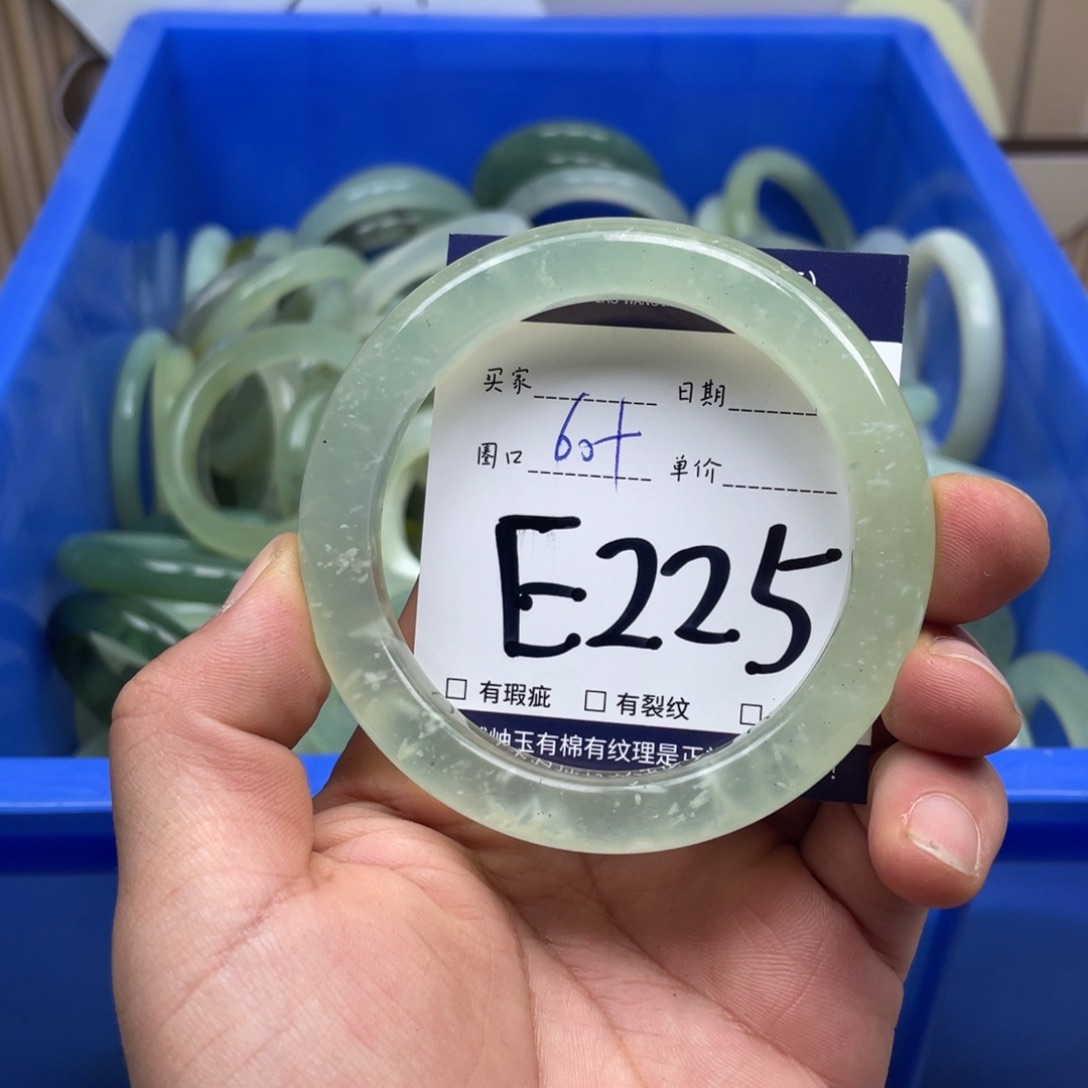 买家 日期
60+
圈口 单价
E225
□ 有瑕疵 □ 有裂纹 □
岫玉有棉有纹理是正